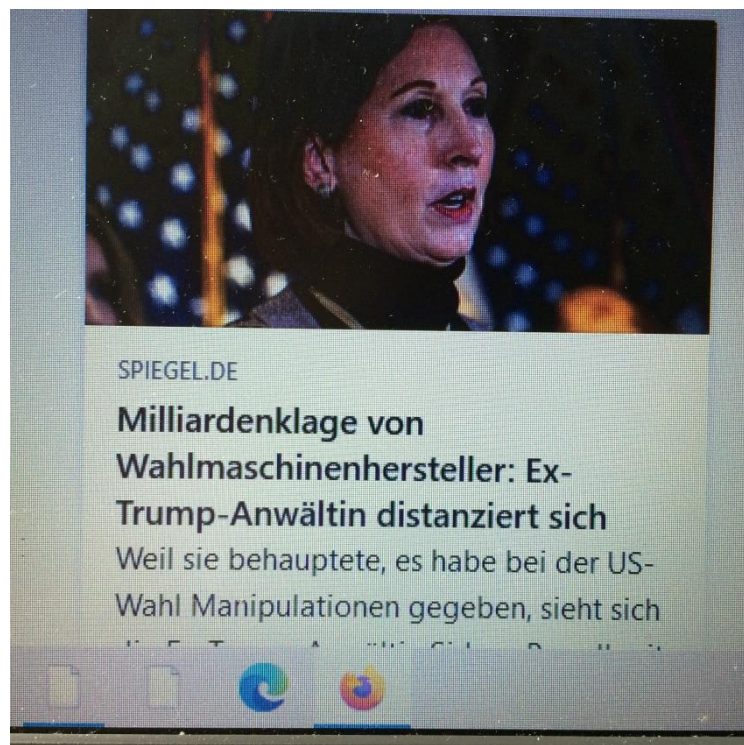 SPIEGEL.DE
Milliardenklage von
Wahlmaschinenhersteller: Ex-
Trump-Anwältin distanziert sich
Weil sie behauptete, es habe bei der US-
Wahl Manipulationen gegeben, sieht sich